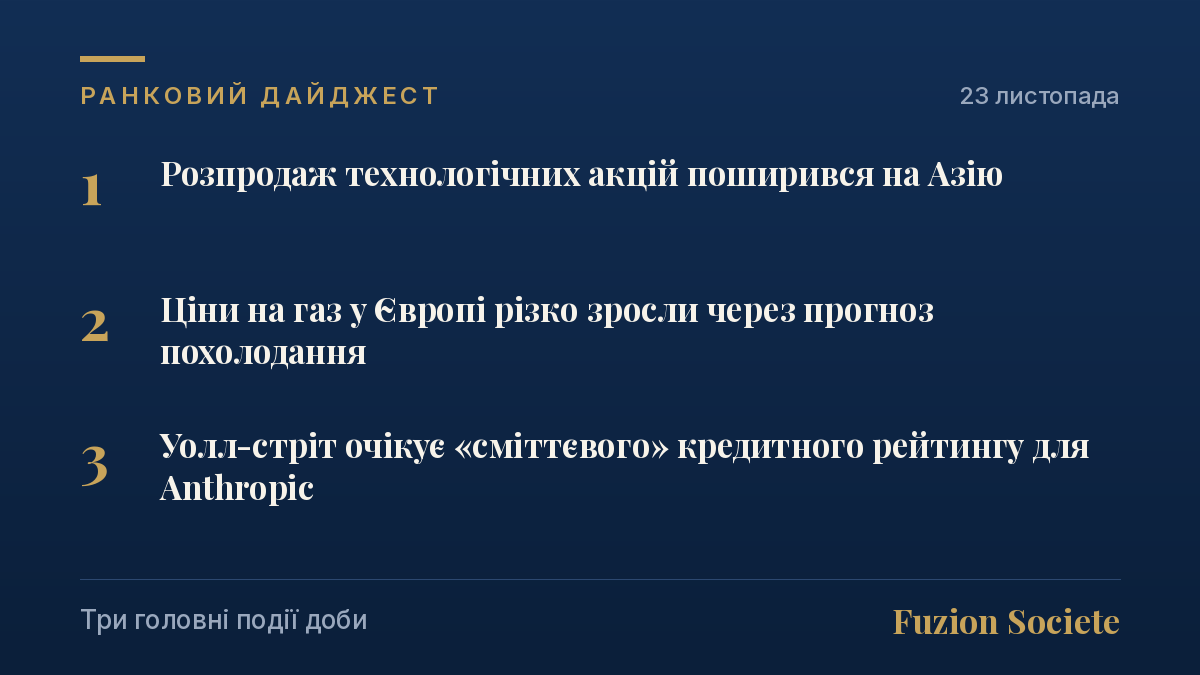 РАНКОВИЙ ДАЙДЖЕСТ
23 листопада
1
Розпродаж технологічних акцій поширився на Азію
2
Ціни на газ у Європі різко зросли через прогноз
похолодання
3
Уолл-стріт очікує «сміттєвого» кредитного рейтингу для
Anthropic
Три головні події доби
Fuzion Societe